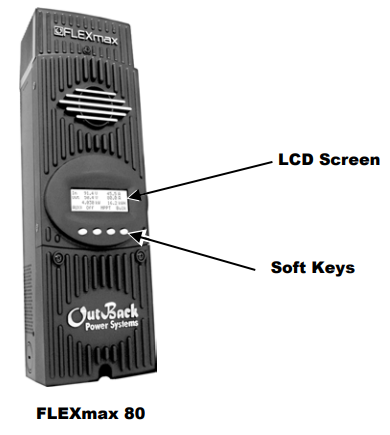 FLEXmax
LCD Screen
Soft Keys
OutBack
Power Systems
FLEXmax 80